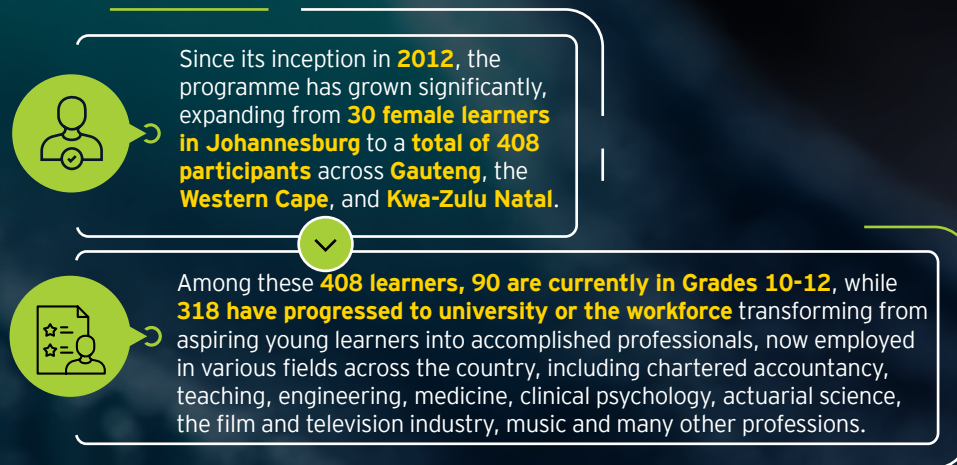 Since its inception in 2012, the
programme has grown significantly,
expanding from 30 female learners
in Johannesburg to a total of 408
participants across Gauteng, the
Western Cape, and Kwa-Zulu Natal.
Among these 408 learners, 90 are currently in Grades 10-12, while
318 have progressed to university or the workforce transforming from
aspiring young learners into accomplished professionals, now employed
in various fields across the country, including chartered accountancy,
teaching, engineering, medicine, clinical psychology, actuarial science,
the film and television industry, music and many other professions.